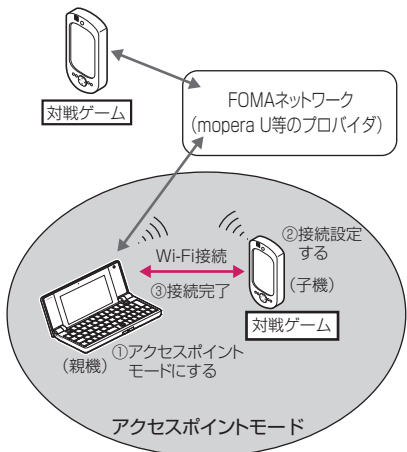 対戦ゲーム
FOMAネットワーク
(mopera U等のプロバイダ)
Wi-Fi接続
③接続完了
②接続設定
する
(子機)
対戦ゲーム
(親機)
①アクセスポイント
モードにする
アクセスポイントモード